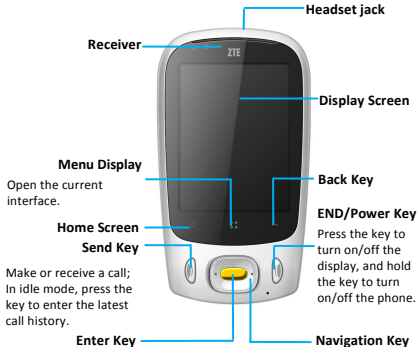 Headset jack
Receiver
ZTE
Display Screen
Menu Display
Open the current
interface.
Back Key
Home Screen
Send Key
Make or receive a call;
In idle mode, press the
key to enter the latest
call history.
END/Power Key
Press the key to
turn on/off the
display, and hold
the key to turn
on/off the phone.
Enter Key
Navigation Key